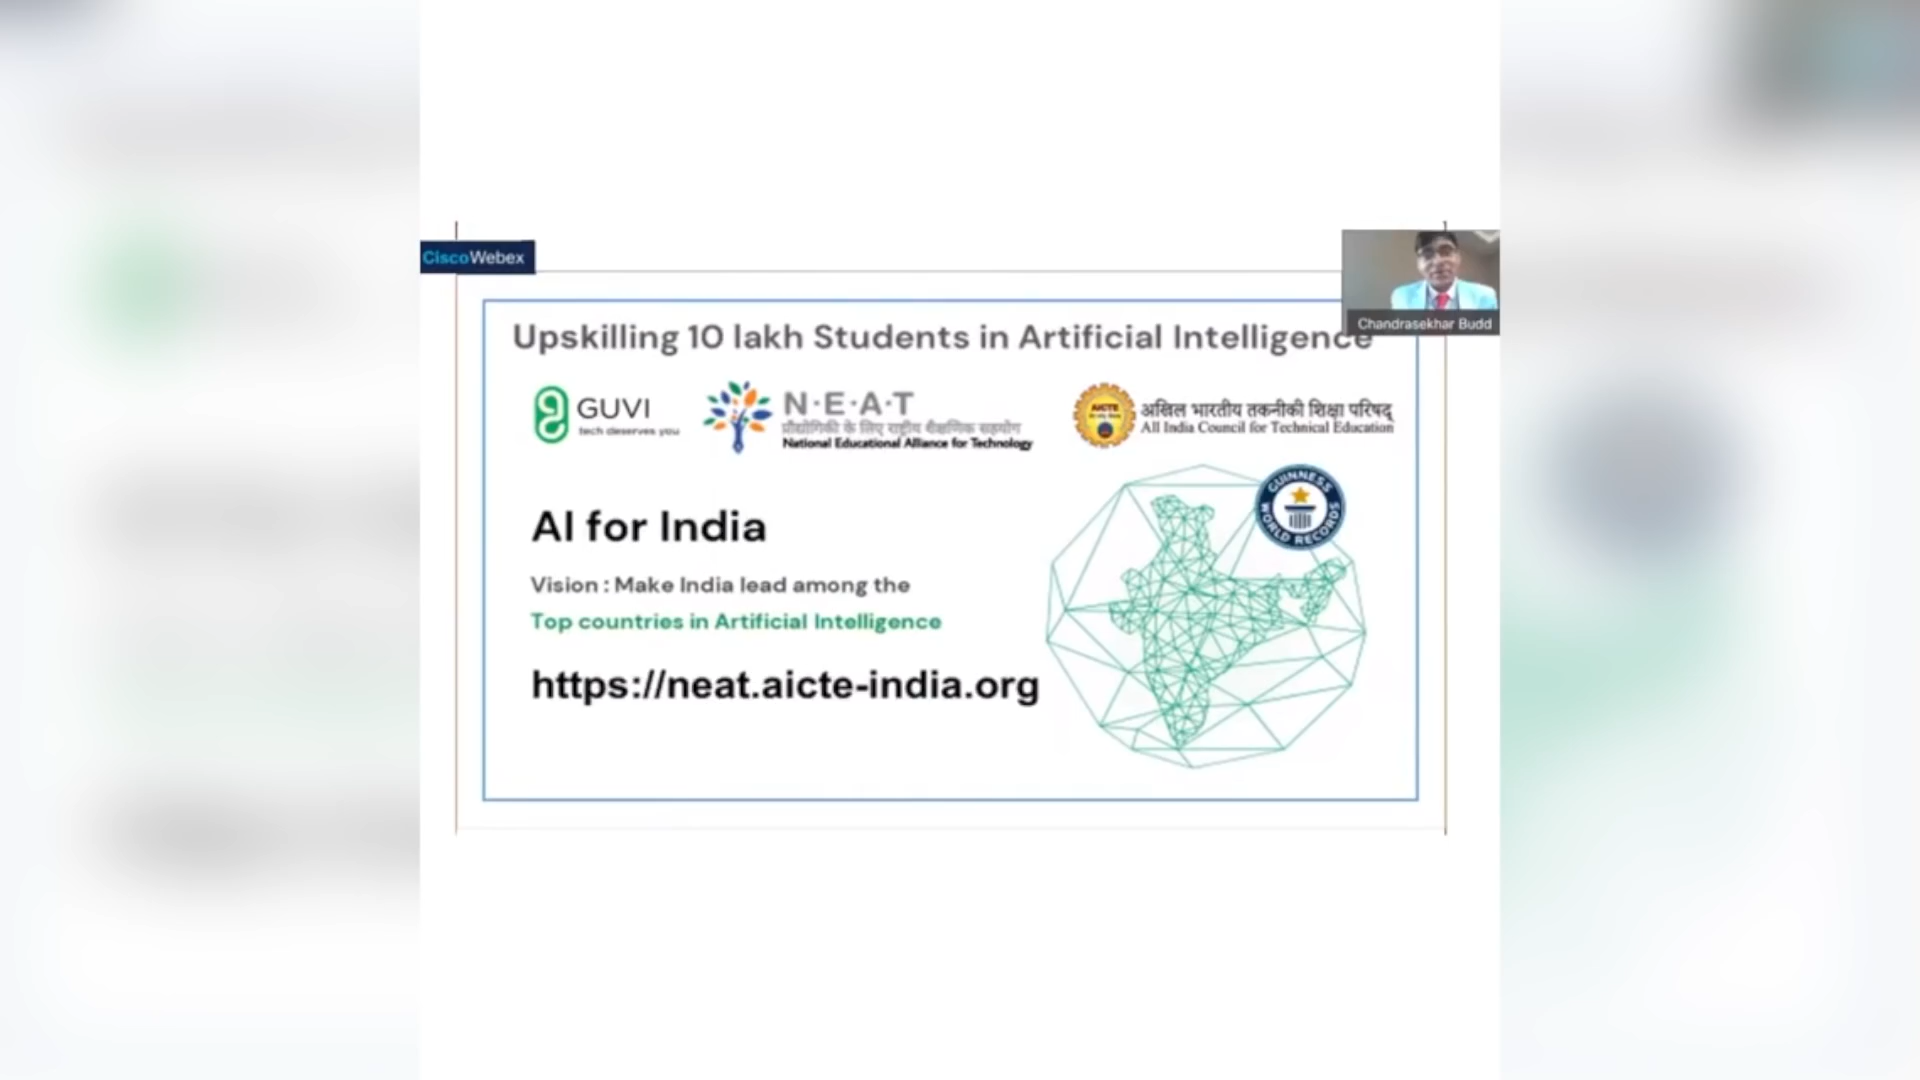 CiscoWebex
Chandrasekhar Budd
Upskilling 10 lakh Students in Artificial Intelligence
GUVI
tech deserves you
N·E·A·T
प्रौद्योगिकी के लिए राष्ट्रीय शैक्षणिक सहयोग
National Educational Alliance for Technology
AICTE
अखिल भारतीय तकनीकी शिक्षा परिषद्
All India Council for Technical Education
GUINNESS
WORLD RECORDS
AI for India
Vision : Make India lead among the
Top countries in Artificial Intelligence
https://neat.aicte-india.org